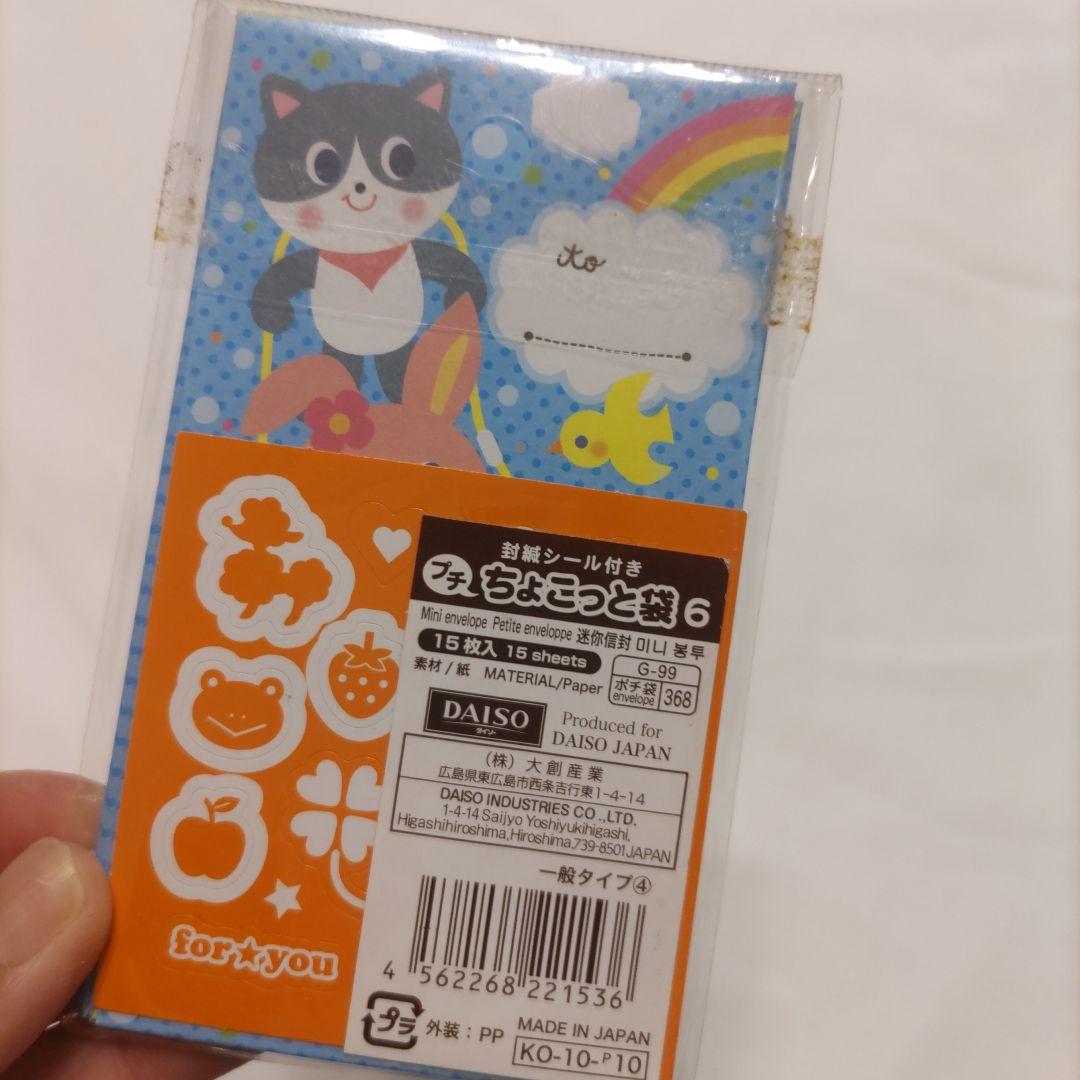 to
封緘シール付き
プチ ちょこっと袋 6
Mini envelope Petite enveloppe 迷你信封 미니 봉투
15枚入 15 sheets
G-99
素材/紙 MATERIAL/Paper
ポチ袋 envelope 368
DAISO
ダイソー
Produced for
DAISO JAPAN
(株)大創産業
広島県東広島市西条吉行東1-4-14
DAISO INDUSTRIES CO.,LTD.
1-4-14 Saijyo Yoshiyukihigashi,
Higashihiroshima,Hiroshima,739-8501JAPAN
一般タイプ④
4 562268 221536
プラ 外装:PP
MADE IN JAPAN
KO-10-P10
for★you